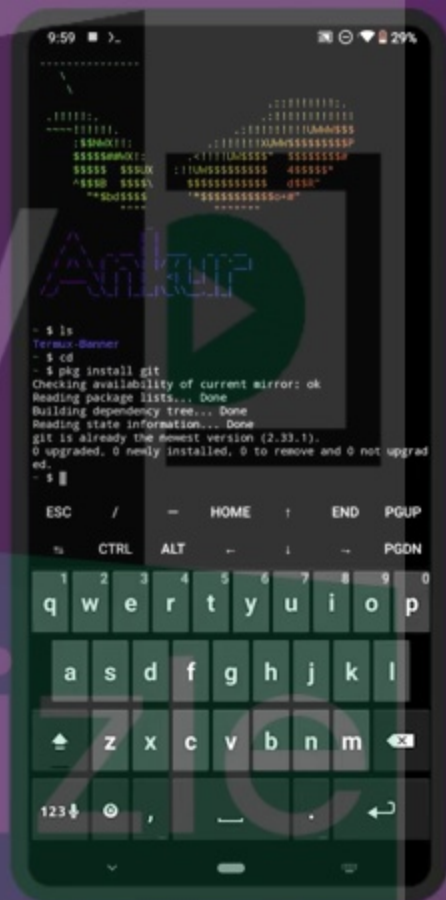 9:59
29%
Ankur
~ $ ls
Termux-Banner
~ $ cd
~ $ pkg install git
Checking availability of current mirror: ok
Reading package lists... Done
Building dependency tree... Done
Reading state information... Done
git is already the newest version (2.33.1).
0 upgraded, 0 newly installed, 0 to remove and 0 not upgrad
ed.
~ $
ESC / — HOME ↑ END PGUP
CTRL ALT ← ↓ → PGDN
1 2 3 4 5 6 7 8 9 0
q w e r t y u i o p
a s d f g h j k l
z x c v b n m
123 , .
izle